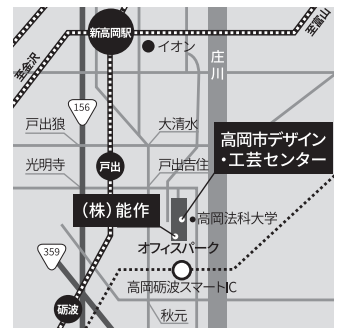 至富山
新高岡駅
イオン
至金沢
庄川
156
戸出狼
大清水
高岡市デザイン
・工芸センター
光明寺
戸出
戸出吉住
(株)能作
高岡法科大学
オフィスパーク
359
高岡砺波スマートIC
砺波
秋元